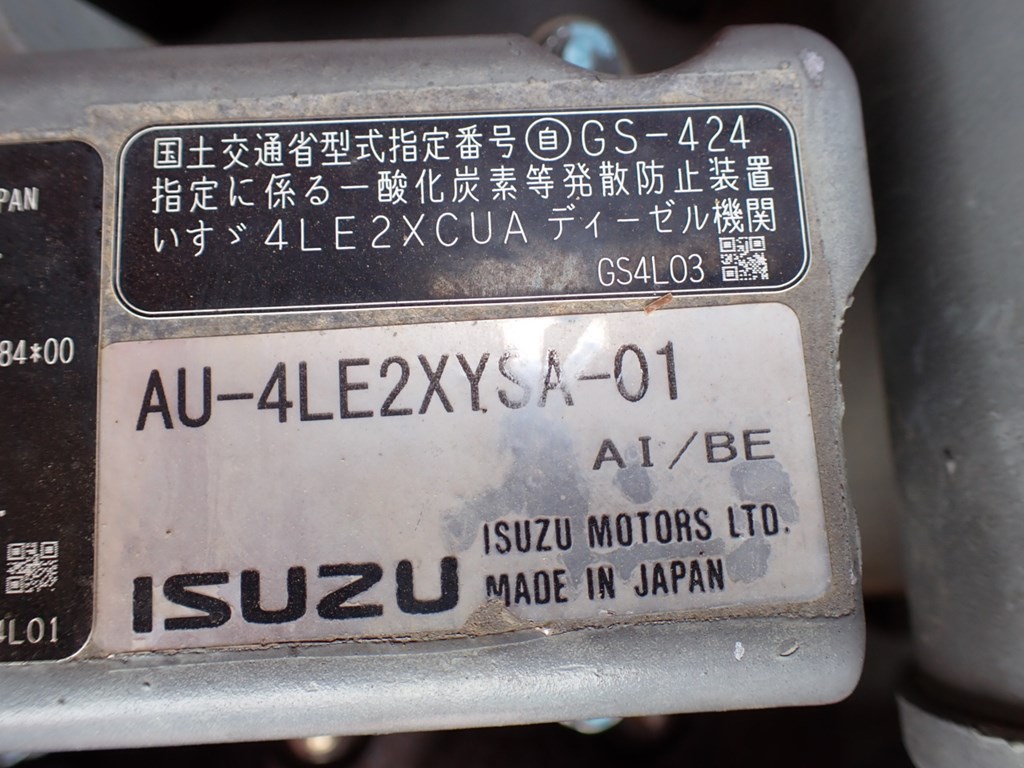 国土交通省型式指定番号 自 GS-424
指定に係る一酸化炭素等発散防止装置
いすゞ 4LE2XCUA ディーゼル機関
GS4L03
PAN
84*00
4L01
AU-4LE2XYSA-01
AI/BE
ISUZU
ISUZU MOTORS LTD.
MADE IN JAPAN